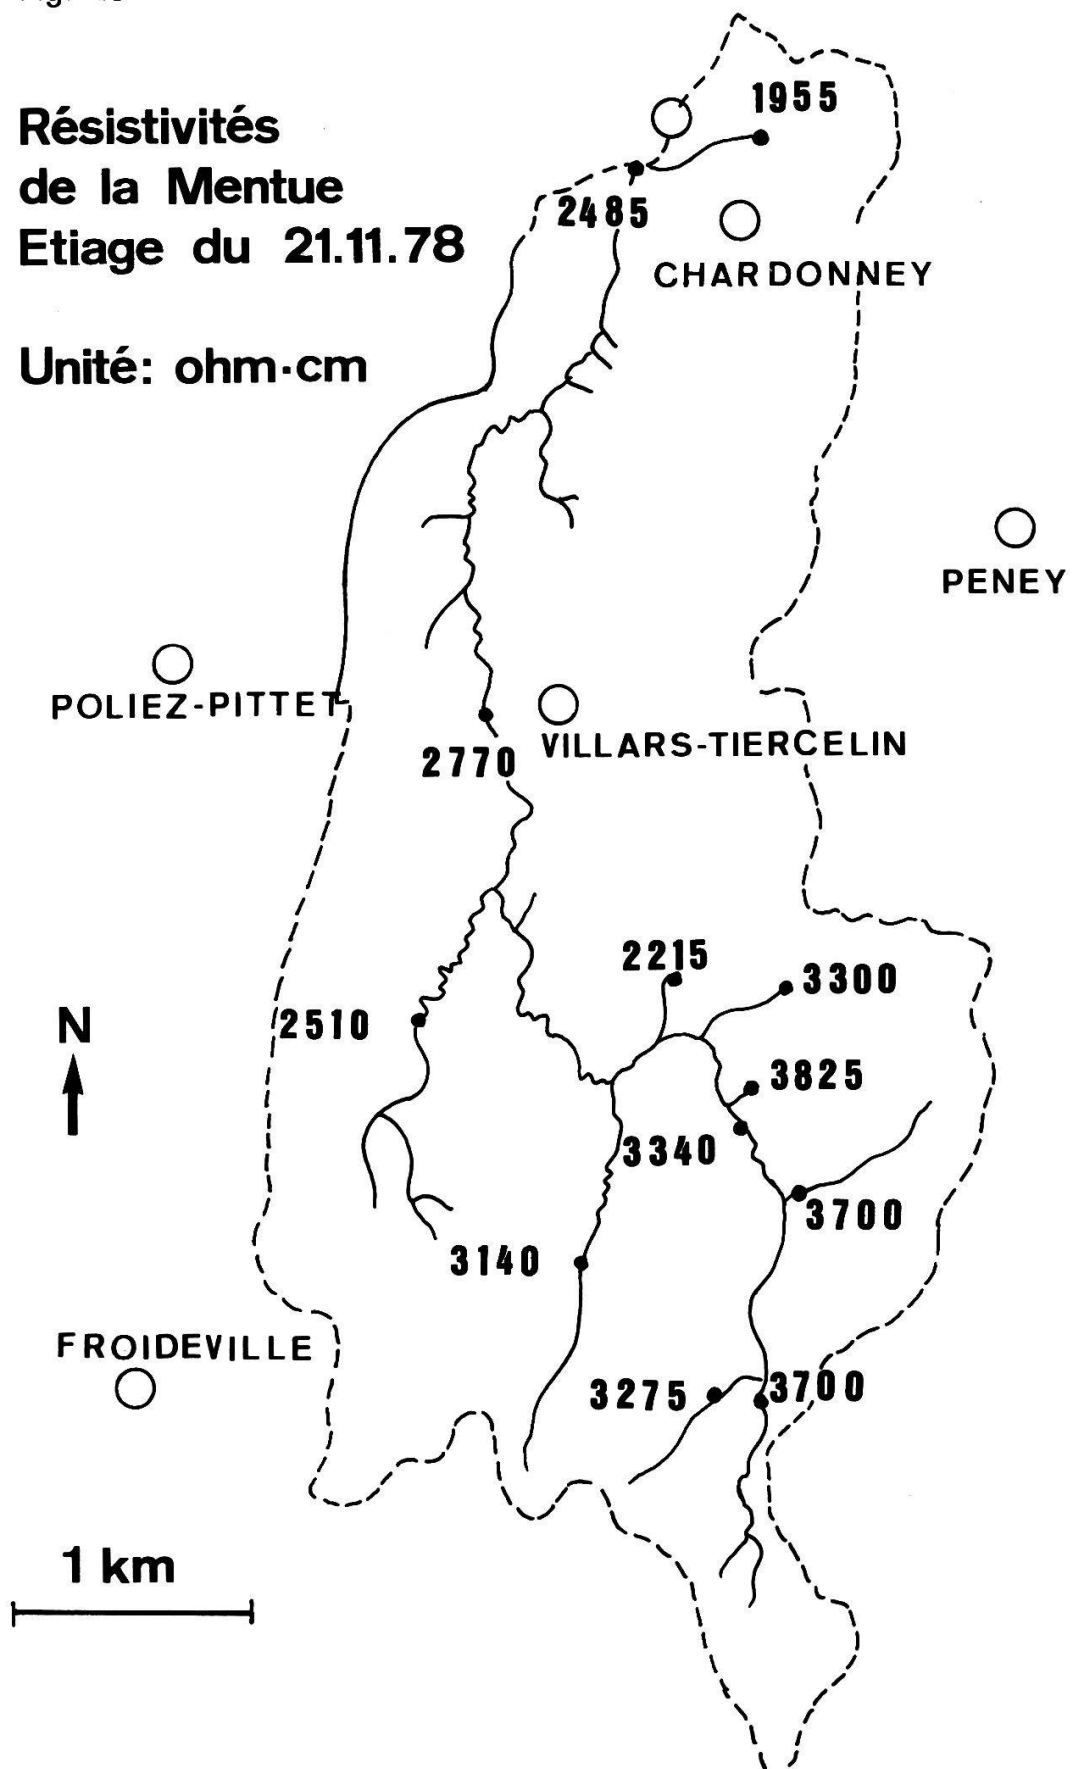 Résistivités
de la Mentue
Etiage du 21.11.78
Unité: ohm·cm
1955
2485
CHARDONNEY
PENEY
POLIEZ-PITTET
VILLARS-TIERCELIN
2770
2215
3300
N
2510
3825
3340
3700
3140
FROIDEVILLE
3275
3700
1 km